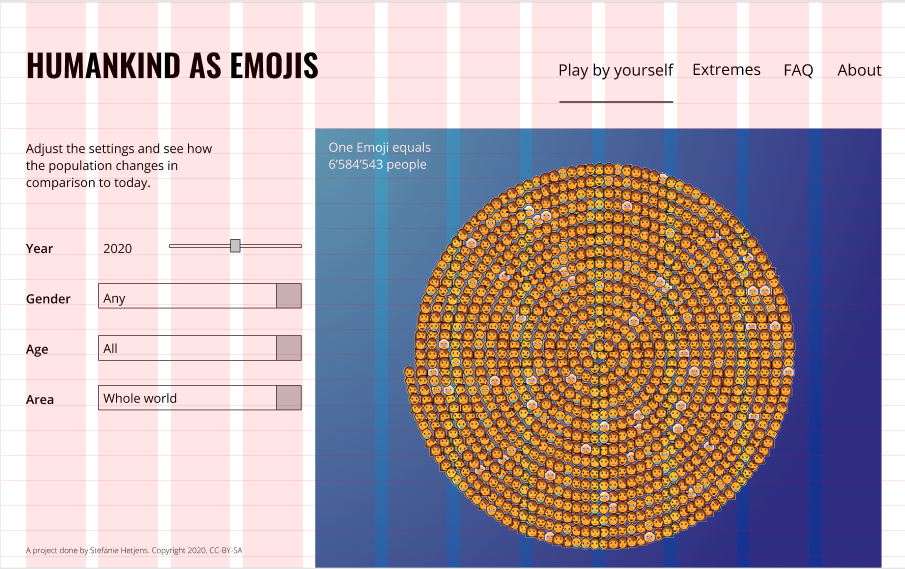 HUMANKIND AS EMOJIS
Play by yourself
Extremes
FAQ
About
Adjust the settings and see how
the population changes in
comparison to today.
One Emoji equals
6’584’543 people
Year
2020
Gender
Any
Age
All
Area
Whole world
A project done by Stefanie Hetjens. Copyright 2020, CC-BY-SA